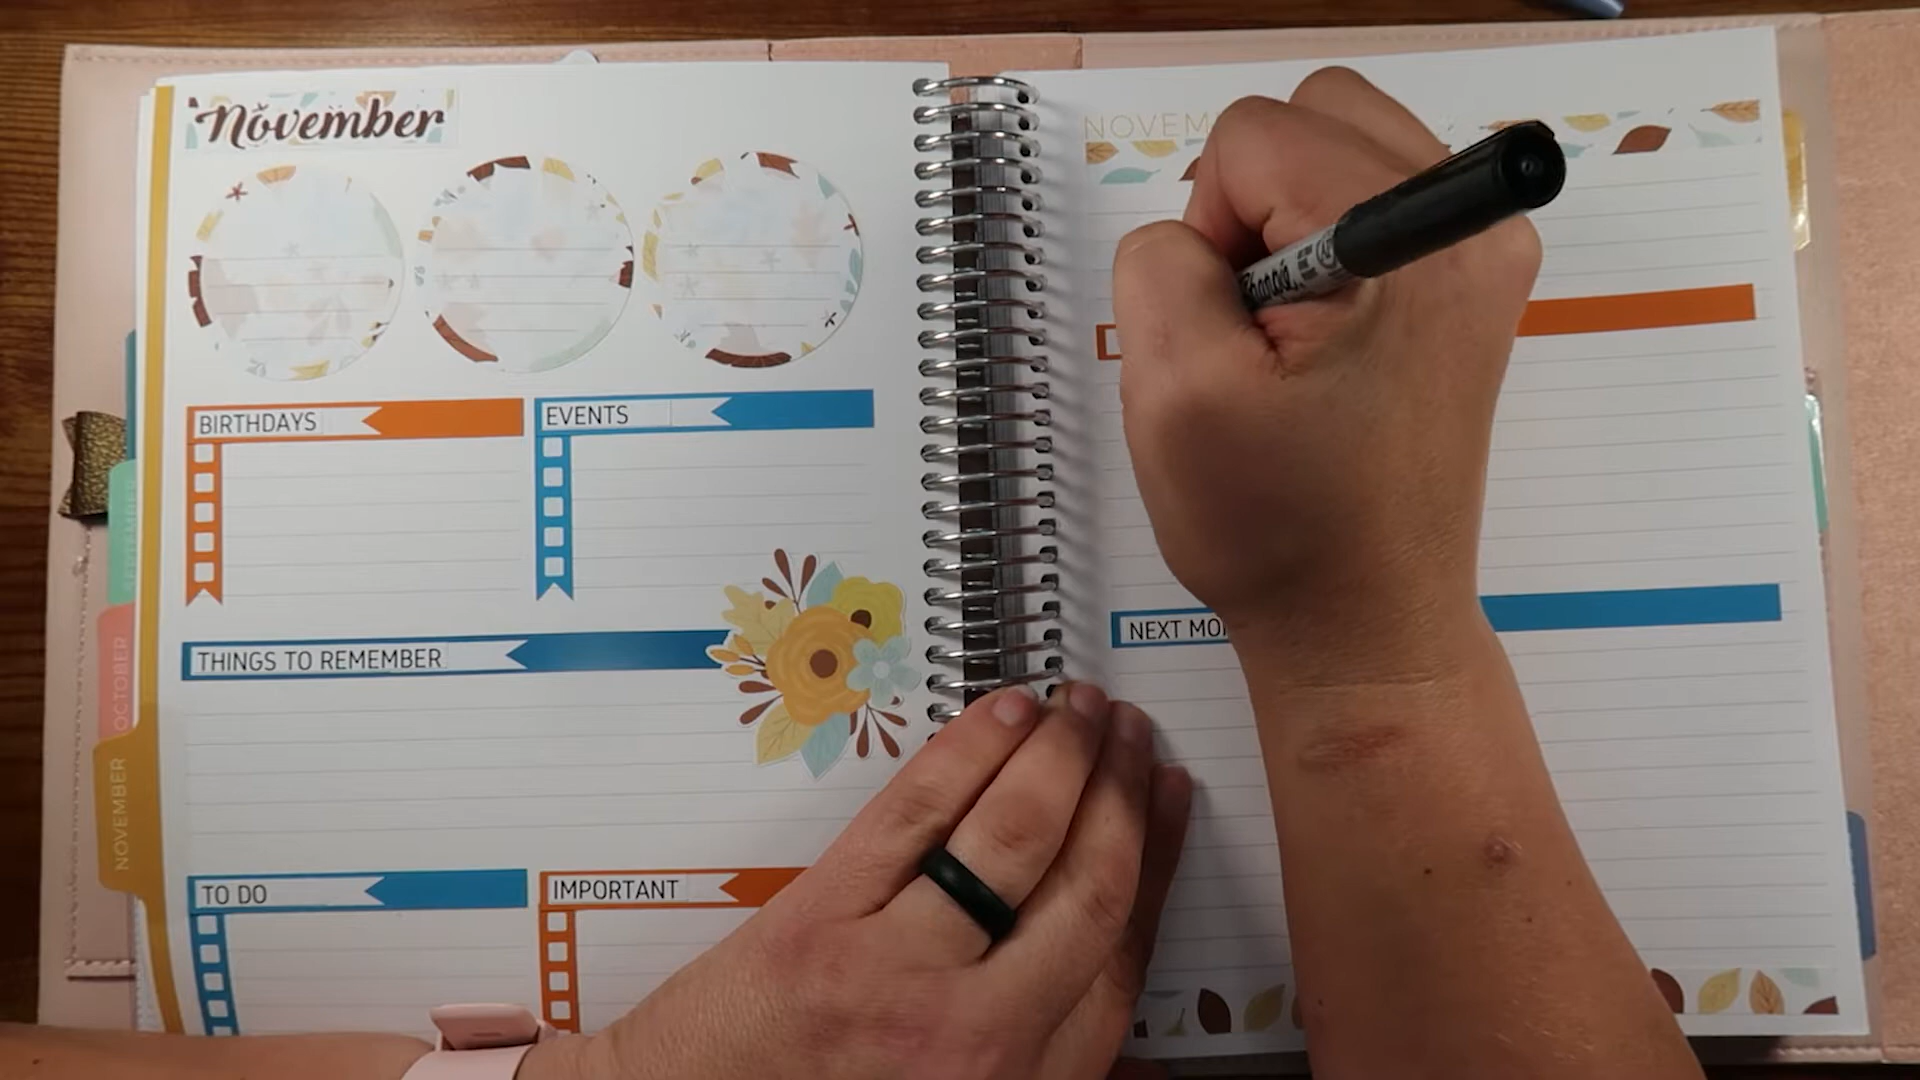 November
BIRTHDAYS
EVENTS
THINGS TO REMEMBER
TO DO
IMPORTANT
OCTOBER
NOVEMBER
NOVEM
NEXT MO